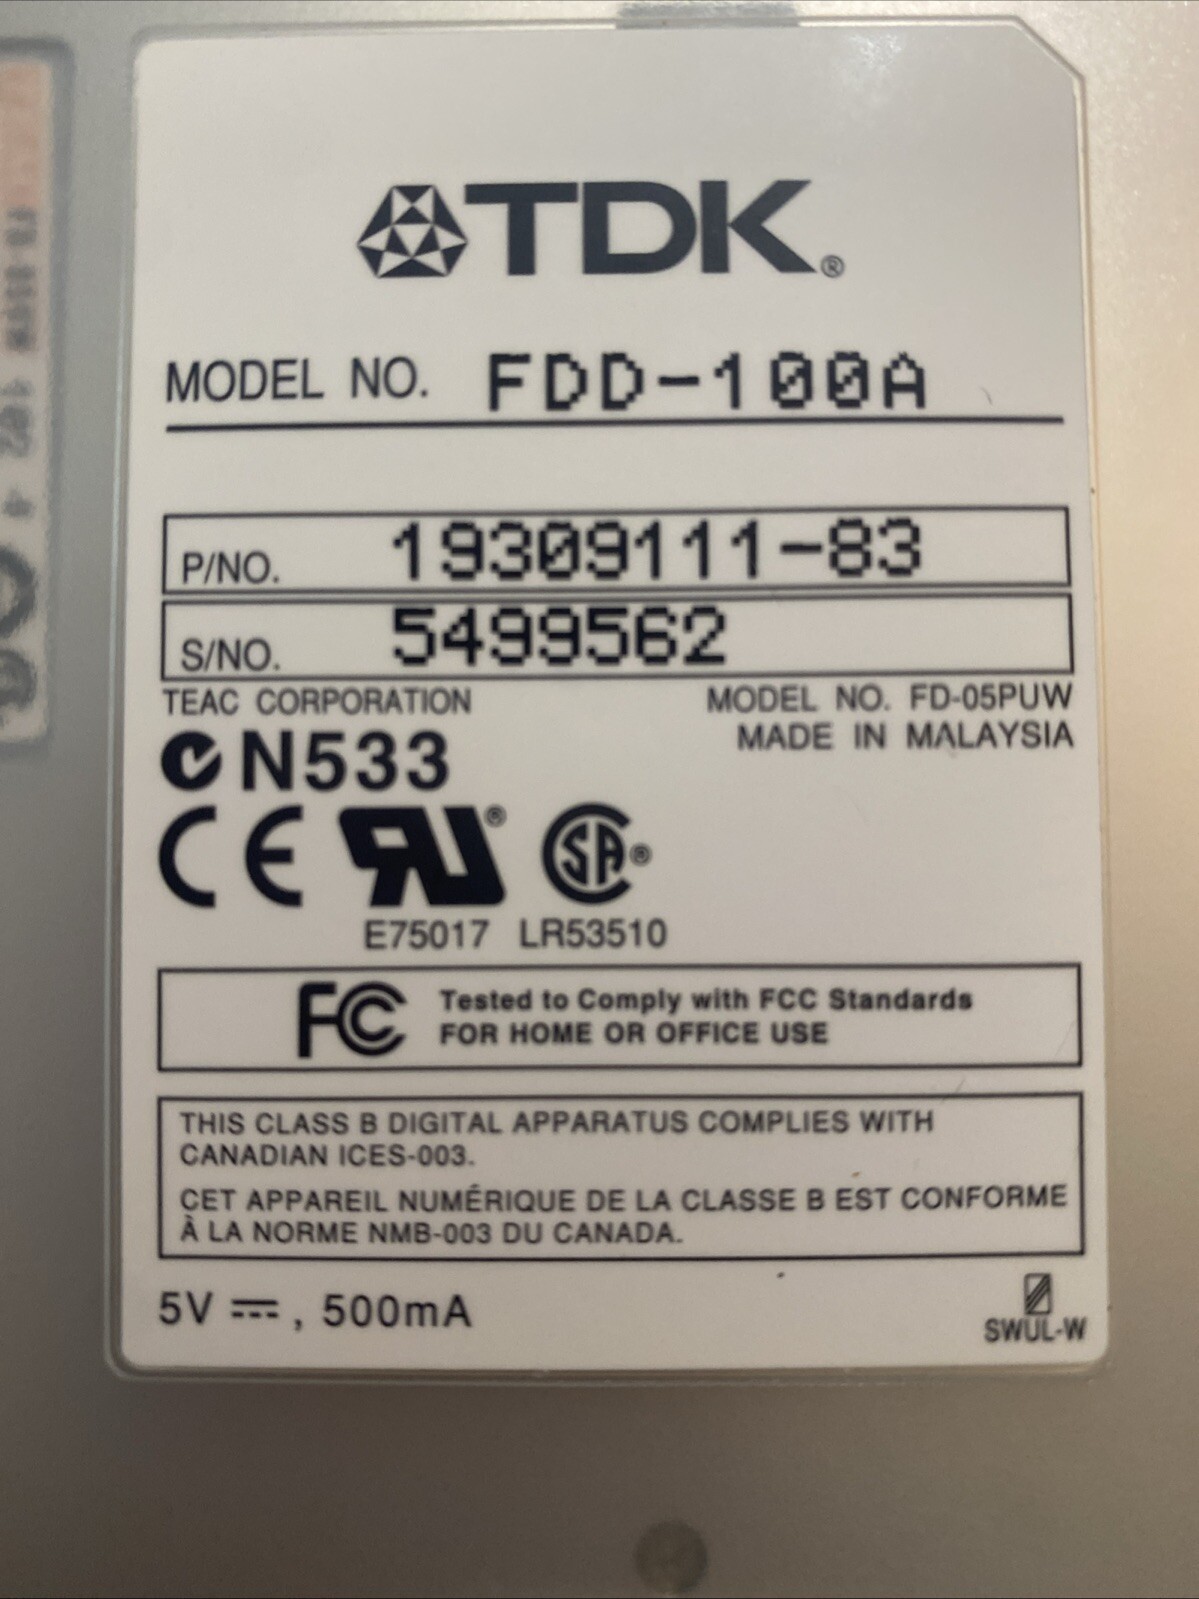 TDK®
MODEL NO. FDD-100A
P/NO. 19309111-83
S/NO. 5499562
TEAC CORPORATION MODEL NO. FD-05PUW
MADE IN MALAYSIA
N533
CE RU® SA®
E75017 LR53510
FC Tested to Comply with FCC Standards
FOR HOME OR OFFICE USE
THIS CLASS B DIGITAL APPARATUS COMPLIES WITH
CANADIAN ICES-003.
CET APPAREIL NUMÉRIQUE DE LA CLASSE B EST CONFORME
À LA NORME NMB-003 DU CANADA.
5V ⎓, 500mA
SWUL-W